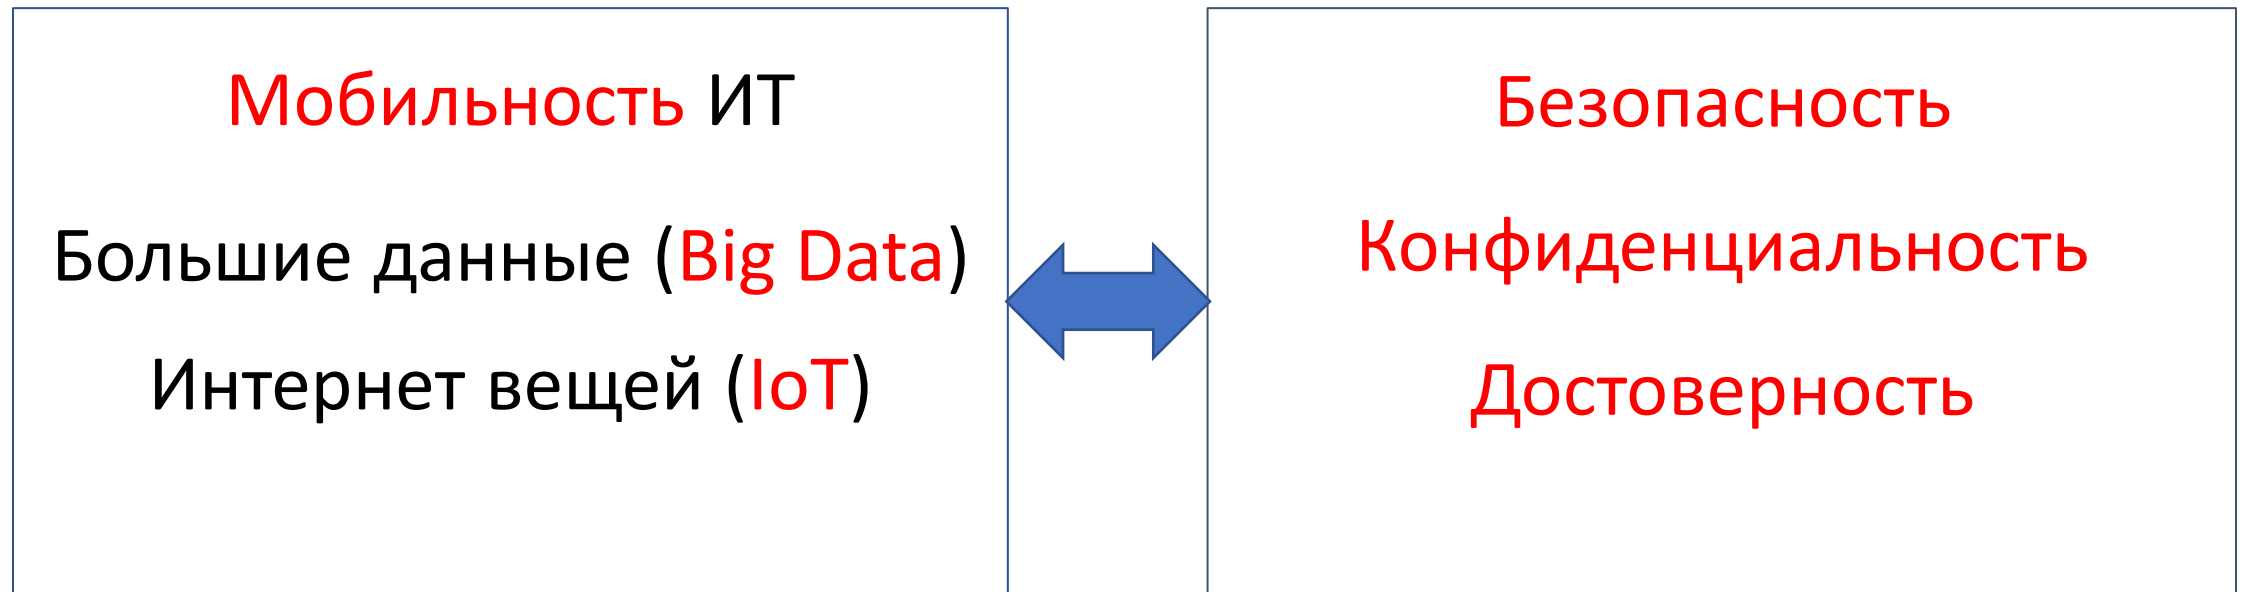 Мобильность ИТ
Большие данные (Big Data)
Интернет вещей (IoT)
Безопасность
Конфиденциальность
Достоверность